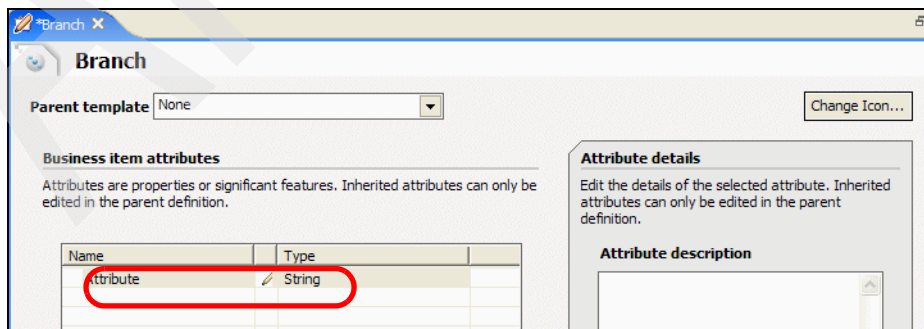 *Branch
Branch
Parent template None
Change Icon...
Business item attributes
Attributes are properties or significant features. Inherited attributes can only be
edited in the parent definition.
Name Type
Attribute String
Attribute details
Edit the details of the selected attribute. Inherited
attributes can only be edited in the parent
definition.
Attribute description